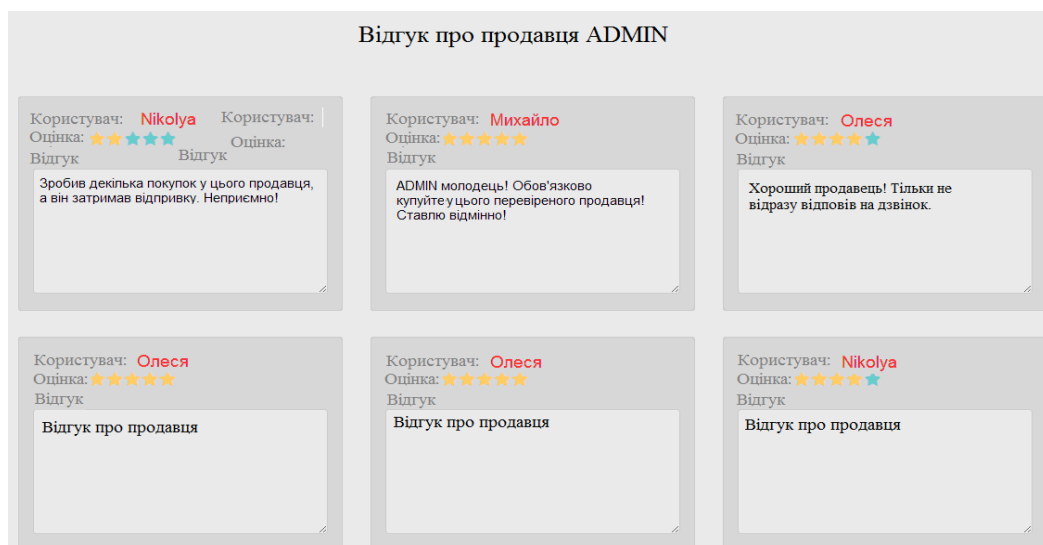 Відгук про продавця ADMIN
Користувач: Nikolya Користувач:
Оцінка: Оцінка:
Відгук Відгук
Зробив декілька покупок у цього продавця,
а він затримав відпривку. Неприємно!
Користувач: Михайло
Оцінка:
Відгук
ADMIN молодець! Обов'язково
купуйте у цього перевіреного продавця!
Ставлю відмінно!
Користувач: Олеся
Оцінка:
Відгук
Хороший продавець! Тільки не
відразу відповів на дзвінок.
Користувач: Олеся
Оцінка:
Відгук
Відгук про продавця
Користувач: Олеся
Оцінка:
Відгук
Відгук про продавця
Користувач: Nikolya
Оцінка:
Відгук
Відгук про продавця